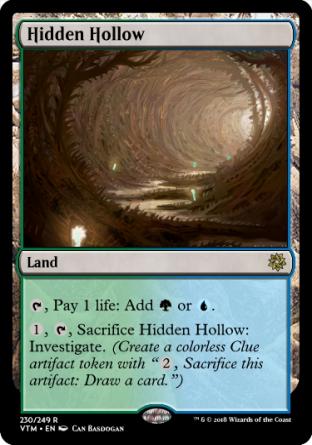 Hidden Hollow
Land
, Pay 1 life: Add or .
1, , Sacrifice Hidden Hollow:
Investigate. (Create a colorless Clue
artifact token with “2, Sacrifice this
artifact: Draw a card.”)
230/249 R
VTM • EN Can Basdogan
™ & © 2018 Wizards of the Coast